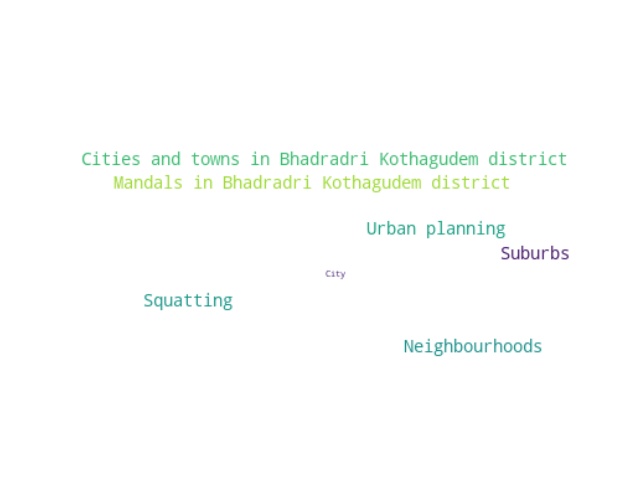 Cities and towns in Bhadradri Kothagudem district
Mandals in Bhadradri Kothagudem district
Urban planning
Suburbs
City
Squatting
Neighbourhoods